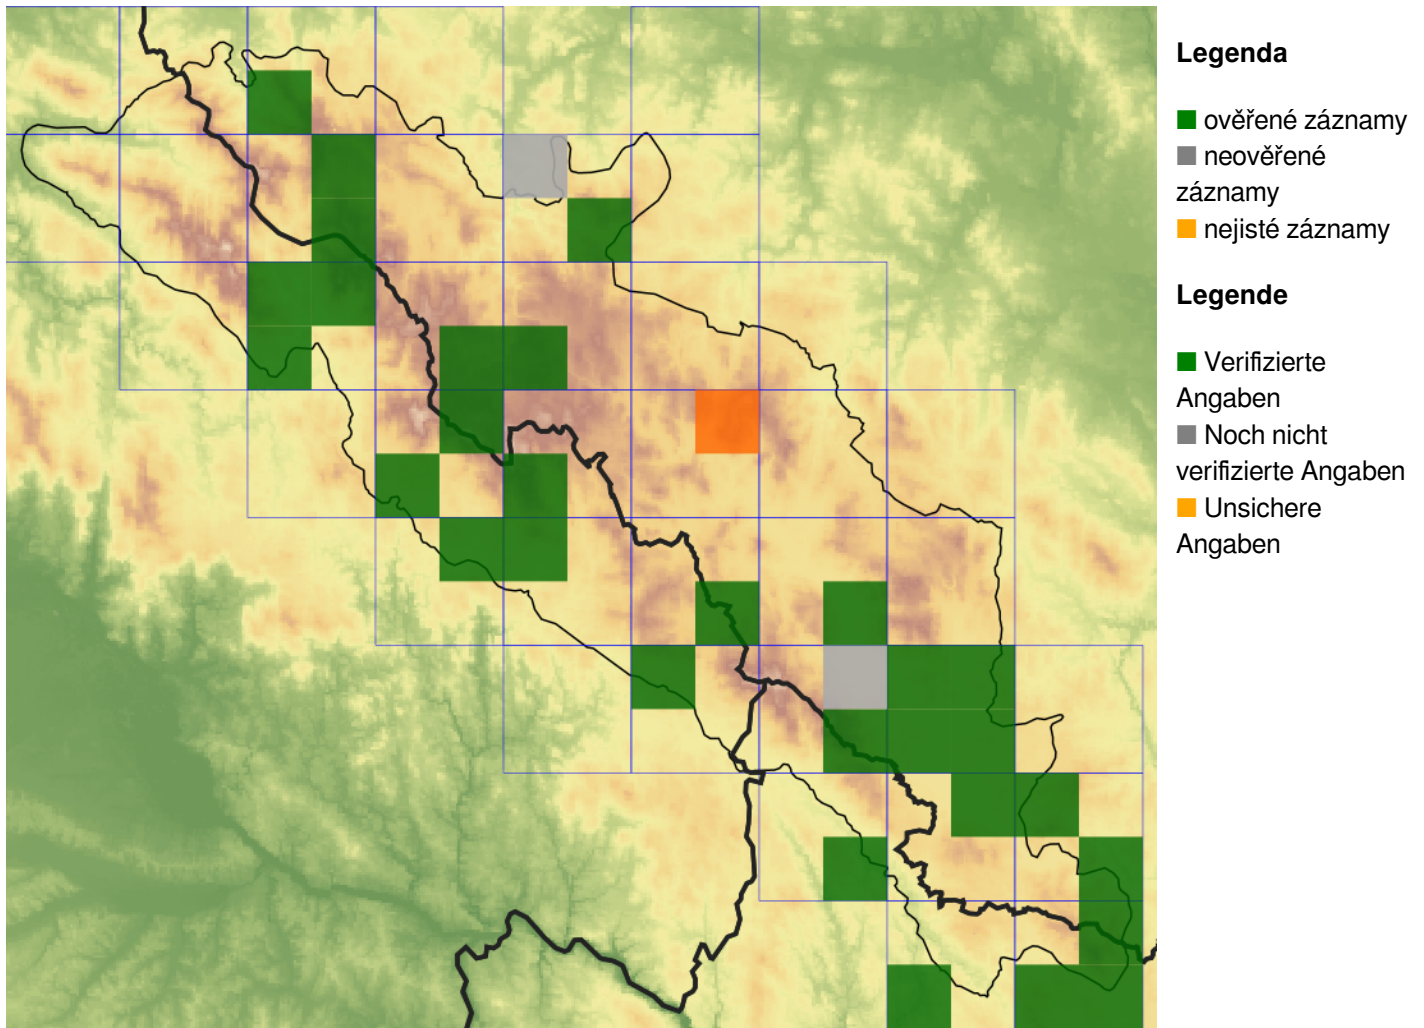 Legenda
ověřené záznamy
neověřené
záznamy
nejisté záznamy
Legende
Verifizierte
Angaben
Noch nicht
verifizierte Angaben
Unsichere
Angaben